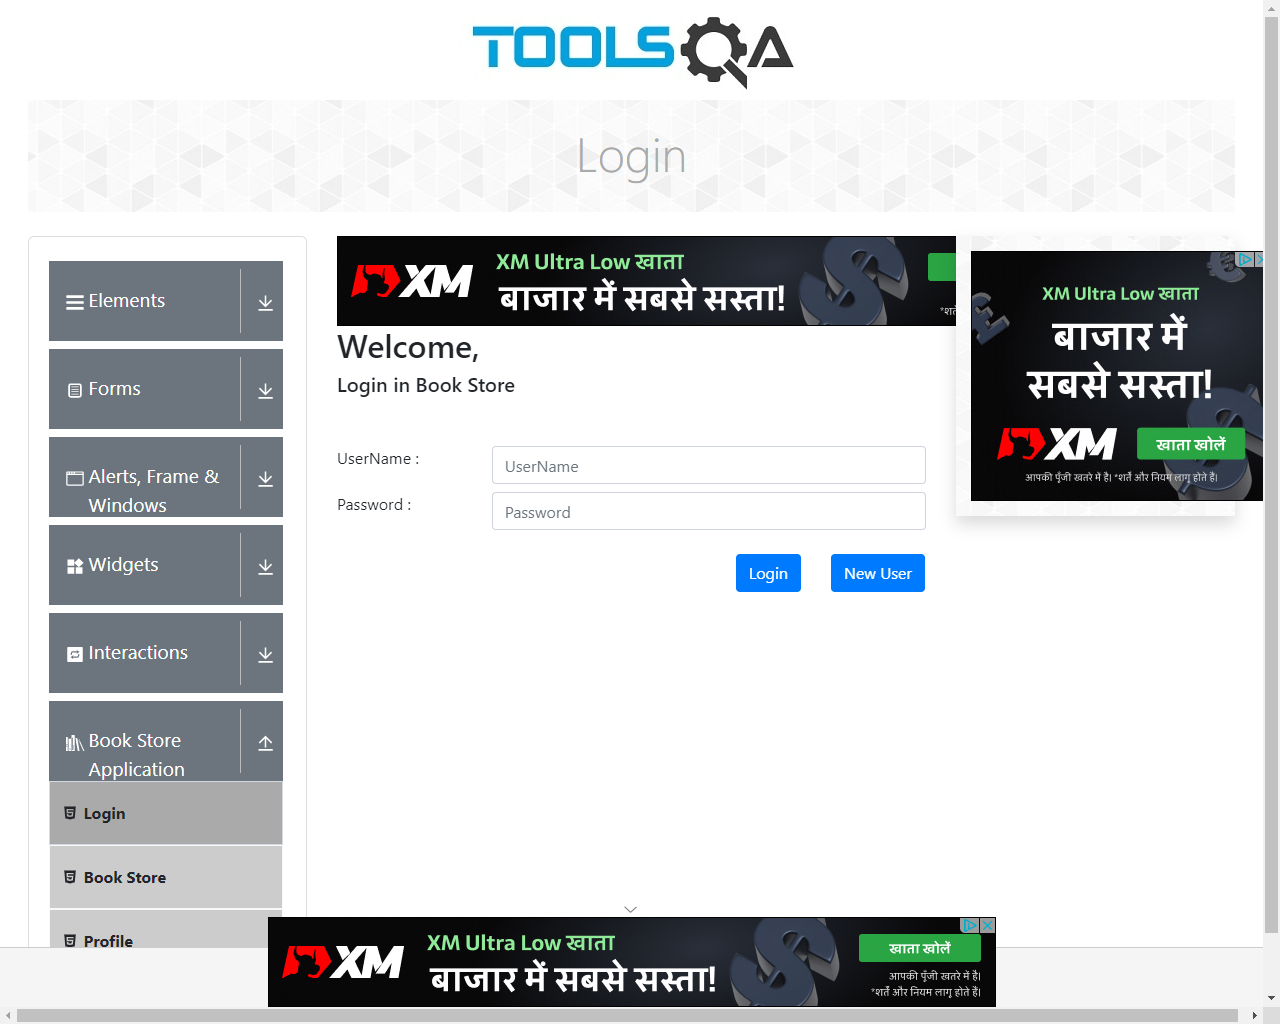 TOOLSQA
Login
Elements
Forms
Alerts, Frame &
Windows
Widgets
Interactions
Book Store
Application
Login
Book Store
Profile
XM
XM Ultra Low खाता
बाजार में सबसे सस्ता!
*शर्तें
Welcome,
Login in Book Store
UserName :
UserName
Password :
Password
Login
New User
XM Ultra Low खाता
बाजार में
सबसे सस्ता!
XM
खाता खोलें
आपकी पूँजी खतरे में है। *शर्तें और नियम लागू होते हैं।
XM
XM Ultra Low खाता
बाजार में सबसे सस्ता!
खाता खोलें
आपकी पूँजी खतरे में है।
*शर्तें और नियम लागू होते हैं।